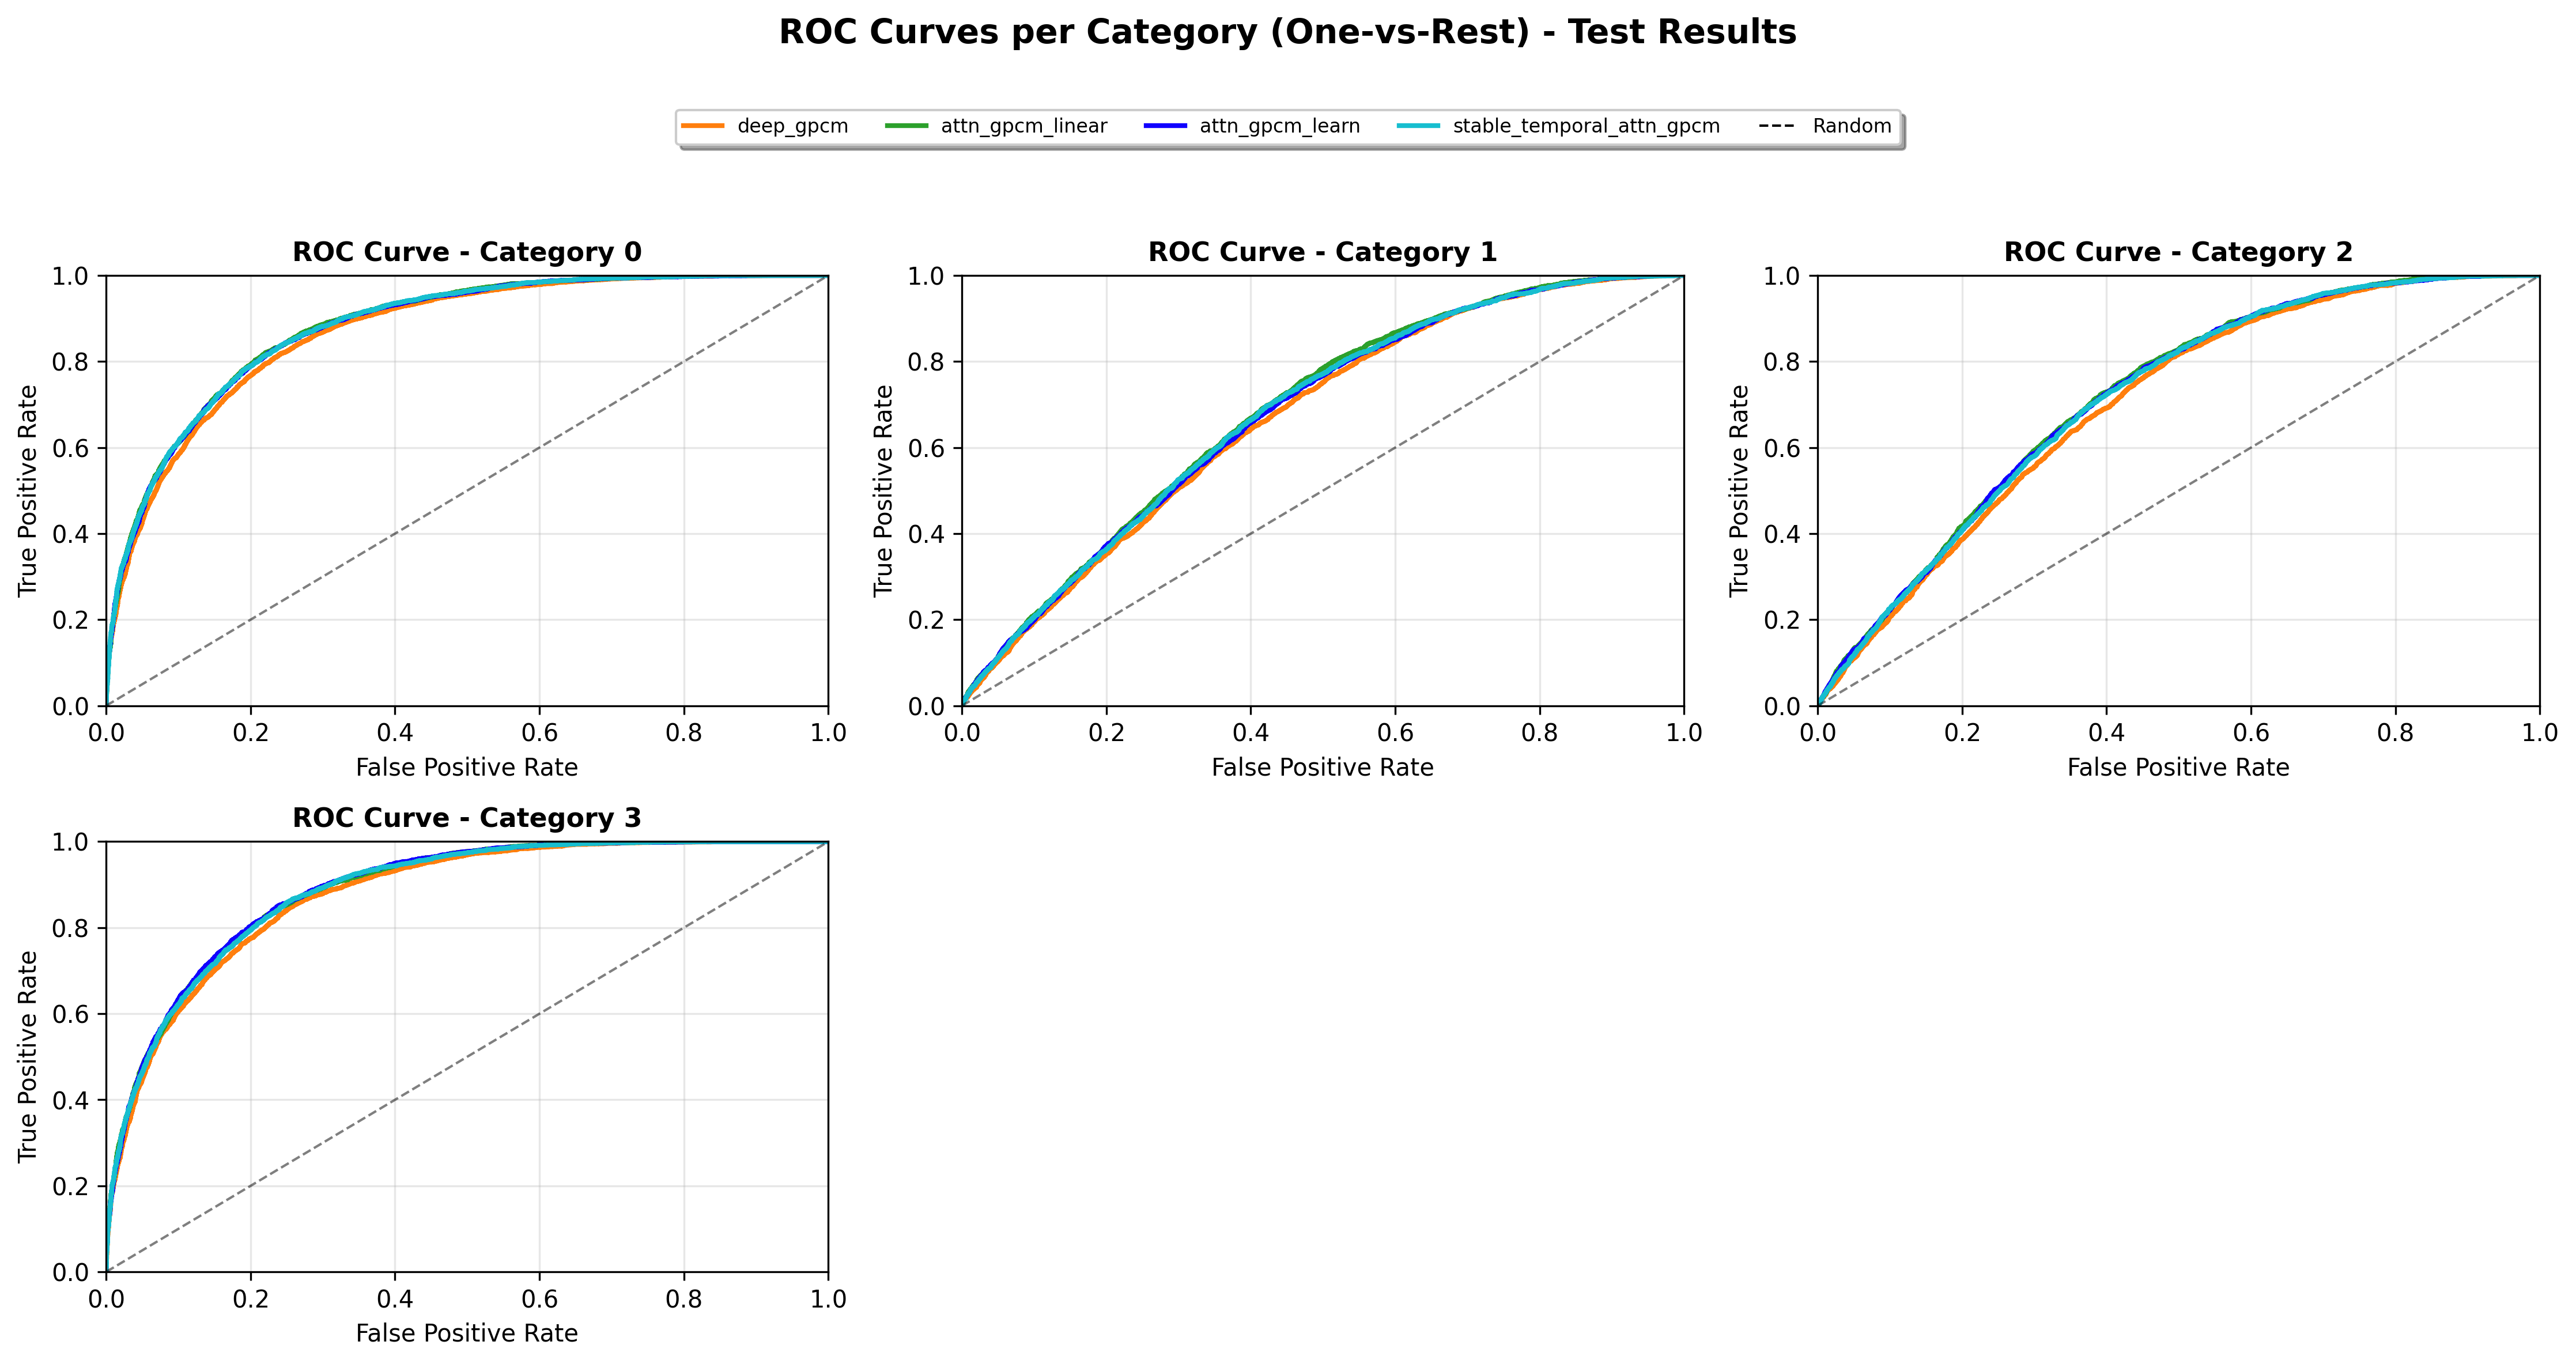 ROC Curves per Category (One-vs-Rest) - Test Results
deep_gpcm attn_gpcm_linear attn_gpcm_learn stable_temporal_attn_gpcm Random
ROC Curve - Category 0
1.0
0.8
0.6
0.4
0.2
0.0
True Positive Rate
0.0 0.2 0.4 0.6 0.8 1.0
False Positive Rate
ROC Curve - Category 1
1.0
0.8
0.6
0.4
0.2
0.0
True Positive Rate
0.0 0.2 0.4 0.6 0.8 1.0
False Positive Rate
ROC Curve - Category 2
1.0
0.8
0.6
0.4
0.2
0.0
True Positive Rate
0.0 0.2 0.4 0.6 0.8 1.0
False Positive Rate
ROC Curve - Category 3
1.0
0.8
0.6
0.4
0.2
0.0
True Positive Rate
0.0 0.2 0.4 0.6 0.8 1.0
False Positive Rate